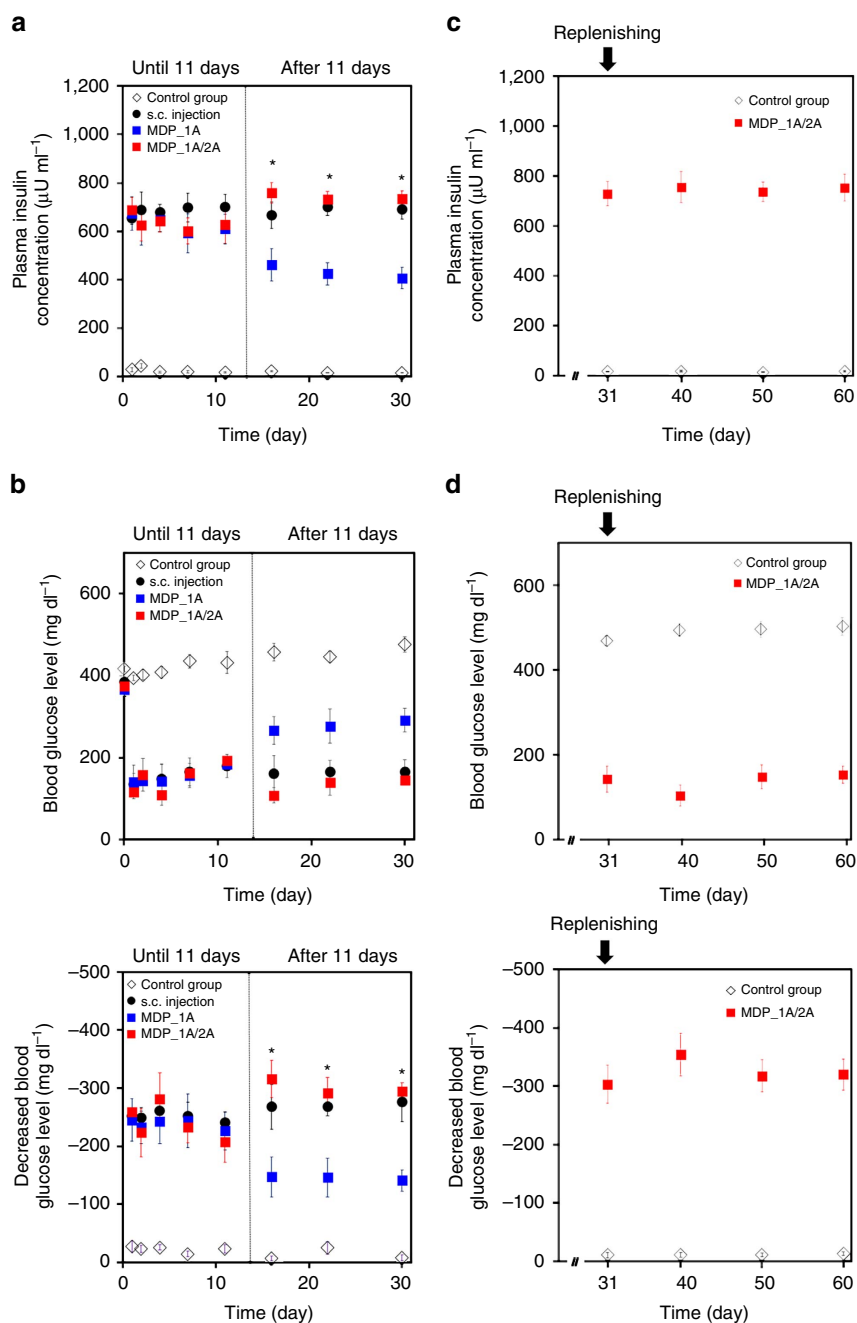 a
Until 11 days After 11 days
1,200
1,000
800
600
400
200
0
Plasma insulin
concentration (μU ml⁻¹)
Control group
s.c. injection
MDP_1A
MDP_1A/2A
* * *
0 10 20 30
Time (day)
c
Replenishing
1,200
1,000
800
600
400
200
0
Plasma insulin
concentration (μU ml⁻¹)
Control group
MDP_1A/2A
31 40 50 60
Time (day)
b
Until 11 days After 11 days
600
400
200
0
Blood glucose level (mg dl⁻¹)
Control group
s.c. injection
MDP_1A
MDP_1A/2A
0 10 20 30
Time (day)
d
Replenishing
600
400
200
0
Blood glucose level (mg dl⁻¹)
Control group
MDP_1A/2A
31 40 50 60
Time (day)
Until 11 days After 11 days
−500
−400
−300
−200
−100
0
Decreased blood
glucose level (mg dl⁻¹)
Control group
s.c. injection
MDP_1A
MDP_1A/2A
* * *
0 10 20 30
Time (day)
Replenishing
−500
−400
−300
−200
−100
0
Decreased blood
glucose level (mg dl⁻¹)
Control group
MDP_1A/2A
31 40 50 60
Time (day)